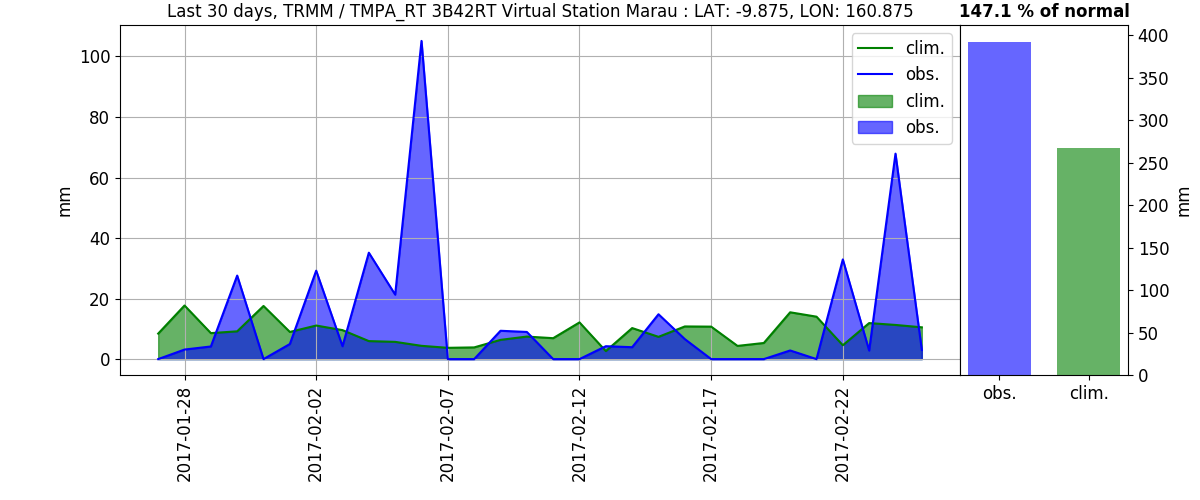 Last 30 days, TRMM / TMPA_RT 3B42RT Virtual Station Marau : LAT: -9.875, LON: 160.875
147.1 % of normal
mm
100
80
60
40
20
0
clim.
obs.
clim.
obs.
2017-01-28
2017-02-02
2017-02-07
2017-02-12
2017-02-17
2017-02-22
400
350
300
250
200
150
100
50
0
mm
obs.
clim.